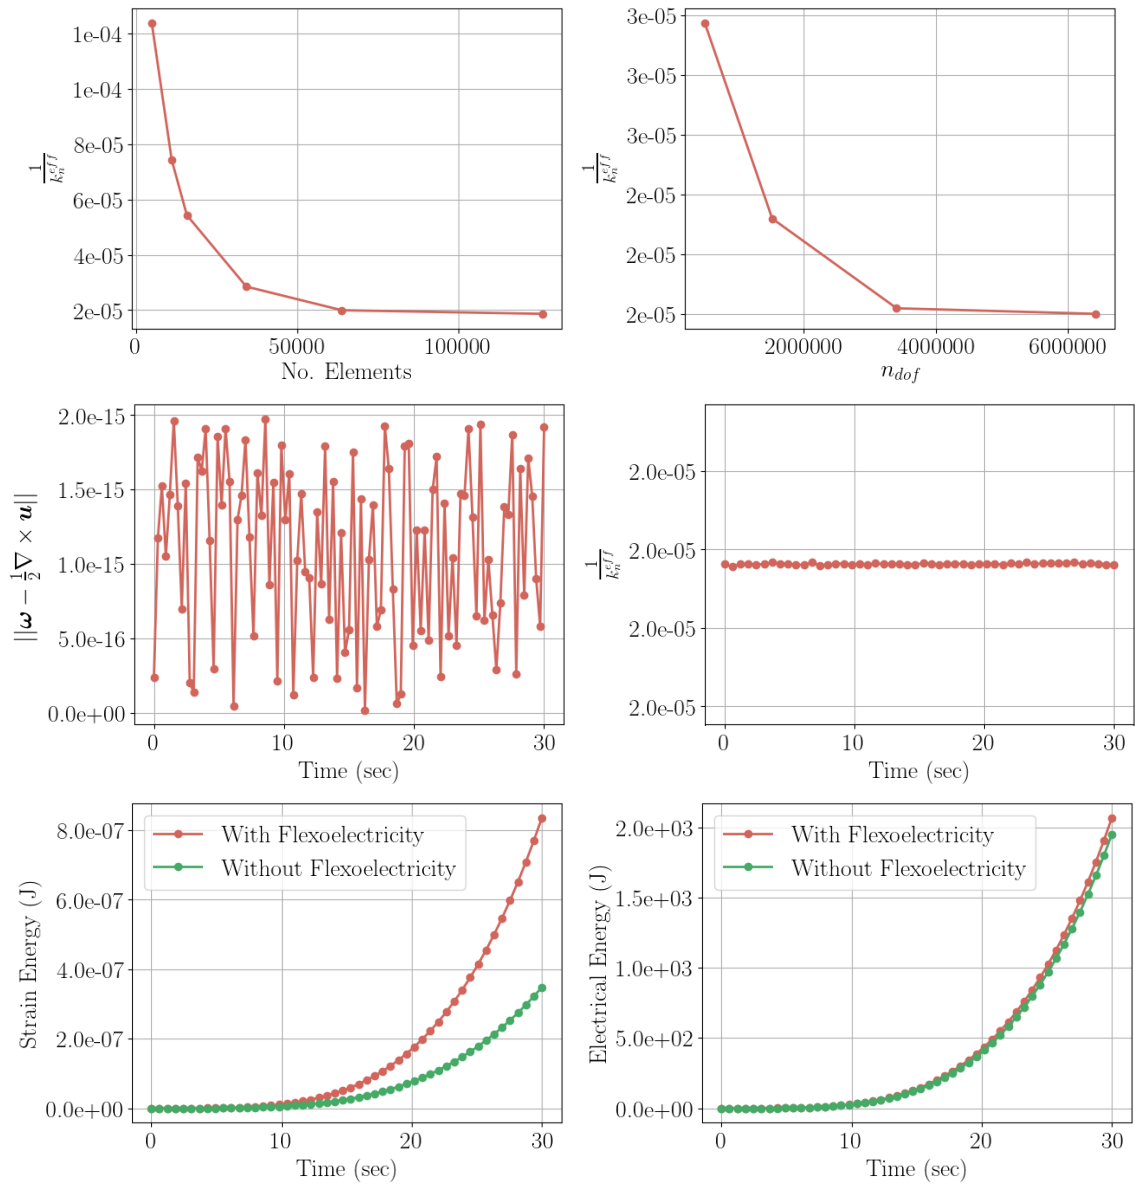 1e-04
1e-04
8e-05
6e-05
4e-05
2e-05
1/k_n^{eff}
0 50000 100000
No. Elements
3e-05
3e-05
3e-05
2e-05
2e-05
2e-05
1/k_n^{eff}
2000000 4000000 6000000
n_{dof}
2.0e-15
1.5e-15
1.0e-15
5.0e-16
0.0e+00
||ω − ½∇ × u||
0 10 20 30
Time (sec)
2.0e-05
2.0e-05
2.0e-05
2.0e-05
1/k_n^{eff}
0 10 20 30
Time (sec)
With Flexoelectricity
Without Flexoelectricity
8.0e-07
6.0e-07
4.0e-07
2.0e-07
0.0e+00
Strain Energy (J)
0 10 20 30
Time (sec)
With Flexoelectricity
Without Flexoelectricity
2.0e+03
1.5e+03
1.0e+03
5.0e+02
0.0e+00
Electrical Energy (J)
0 10 20 30
Time (sec)